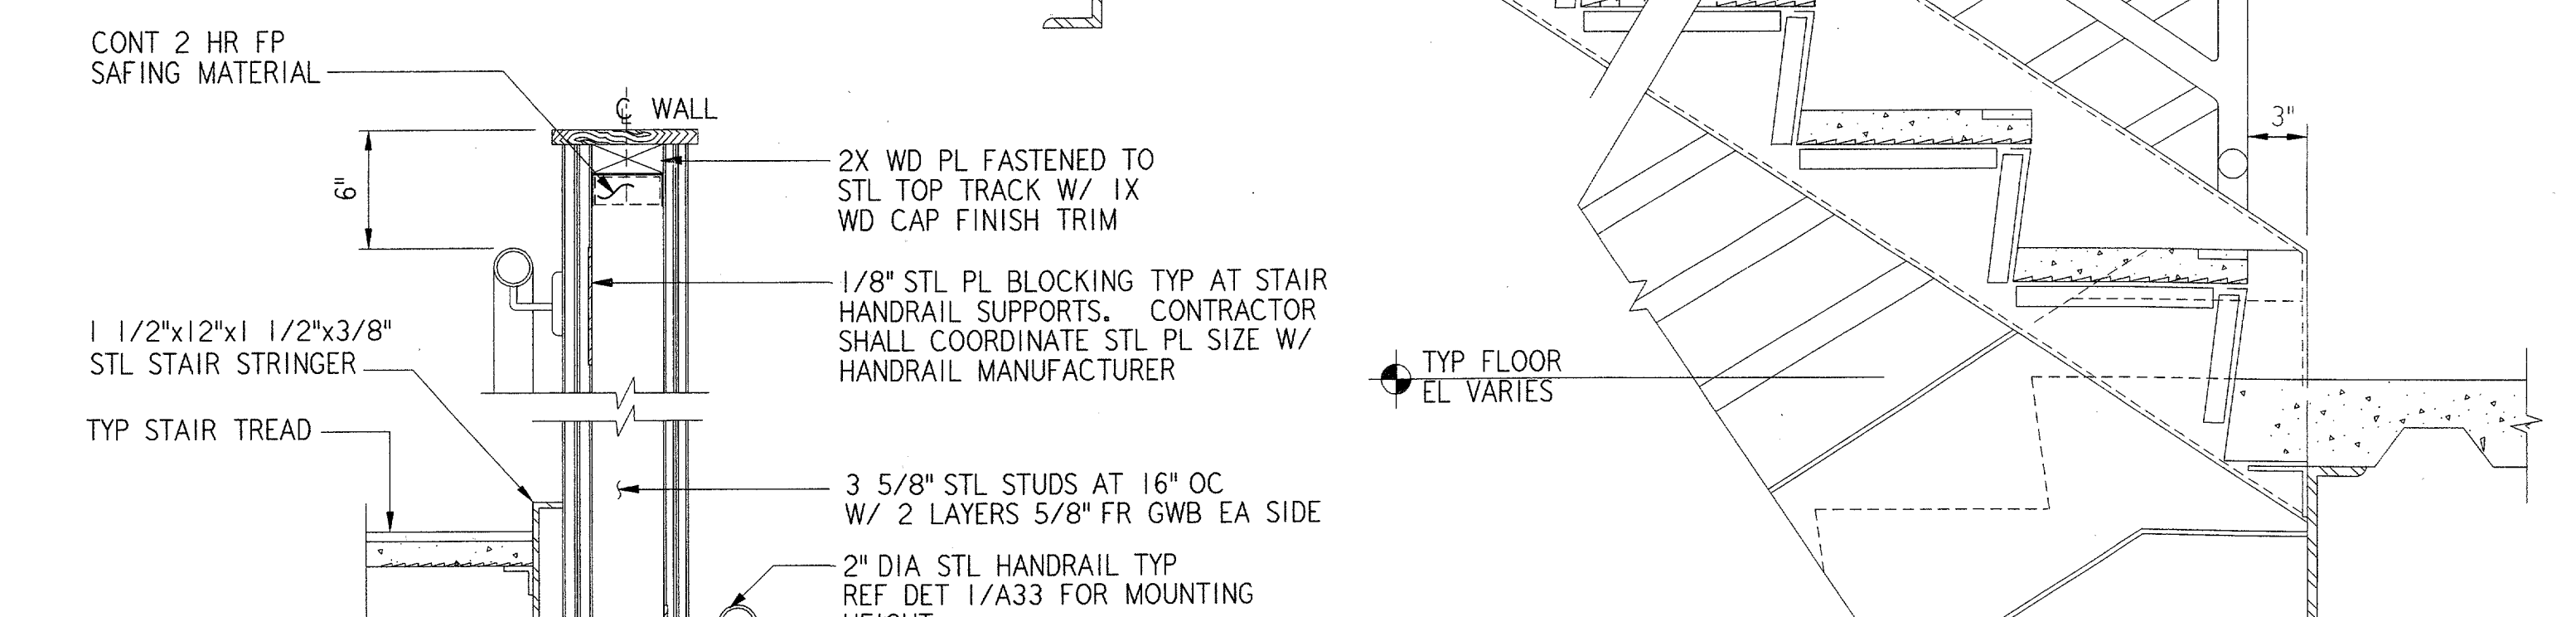 CONT 2 HR FP
SAFING MATERIAL
℄ WALL
6"
2X WD PL FASTENED TO
STL TOP TRACK W/ 1X
WD CAP FINISH TRIM
1/8" STL PL BLOCKING TYP AT STAIR
HANDRAIL SUPPORTS. CONTRACTOR
SHALL COORDINATE STL PL SIZE W/
HANDRAIL MANUFACTURER
1 1/2"x12"x1 1/2"x3/8"
STL STAIR STRINGER
TYP STAIR TREAD
3 5/8" STL STUDS AT 16" OC
W/ 2 LAYERS 5/8" FR GWB EA SIDE
2" DIA STL HANDRAIL TYP
REF DET 1/A33 FOR MOUNTING
HEIGHT
3"
TYP FLOOR
EL VARIES